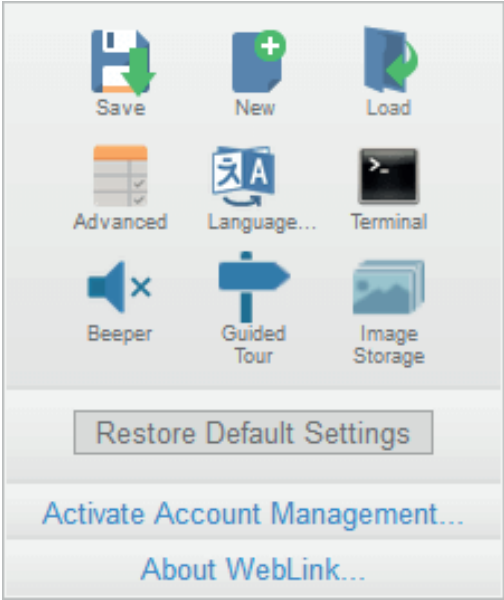 Save New Load
Advanced Language... Terminal
Beeper Guided Tour Image Storage
Restore Default Settings
Activate Account Management...
About WebLink...